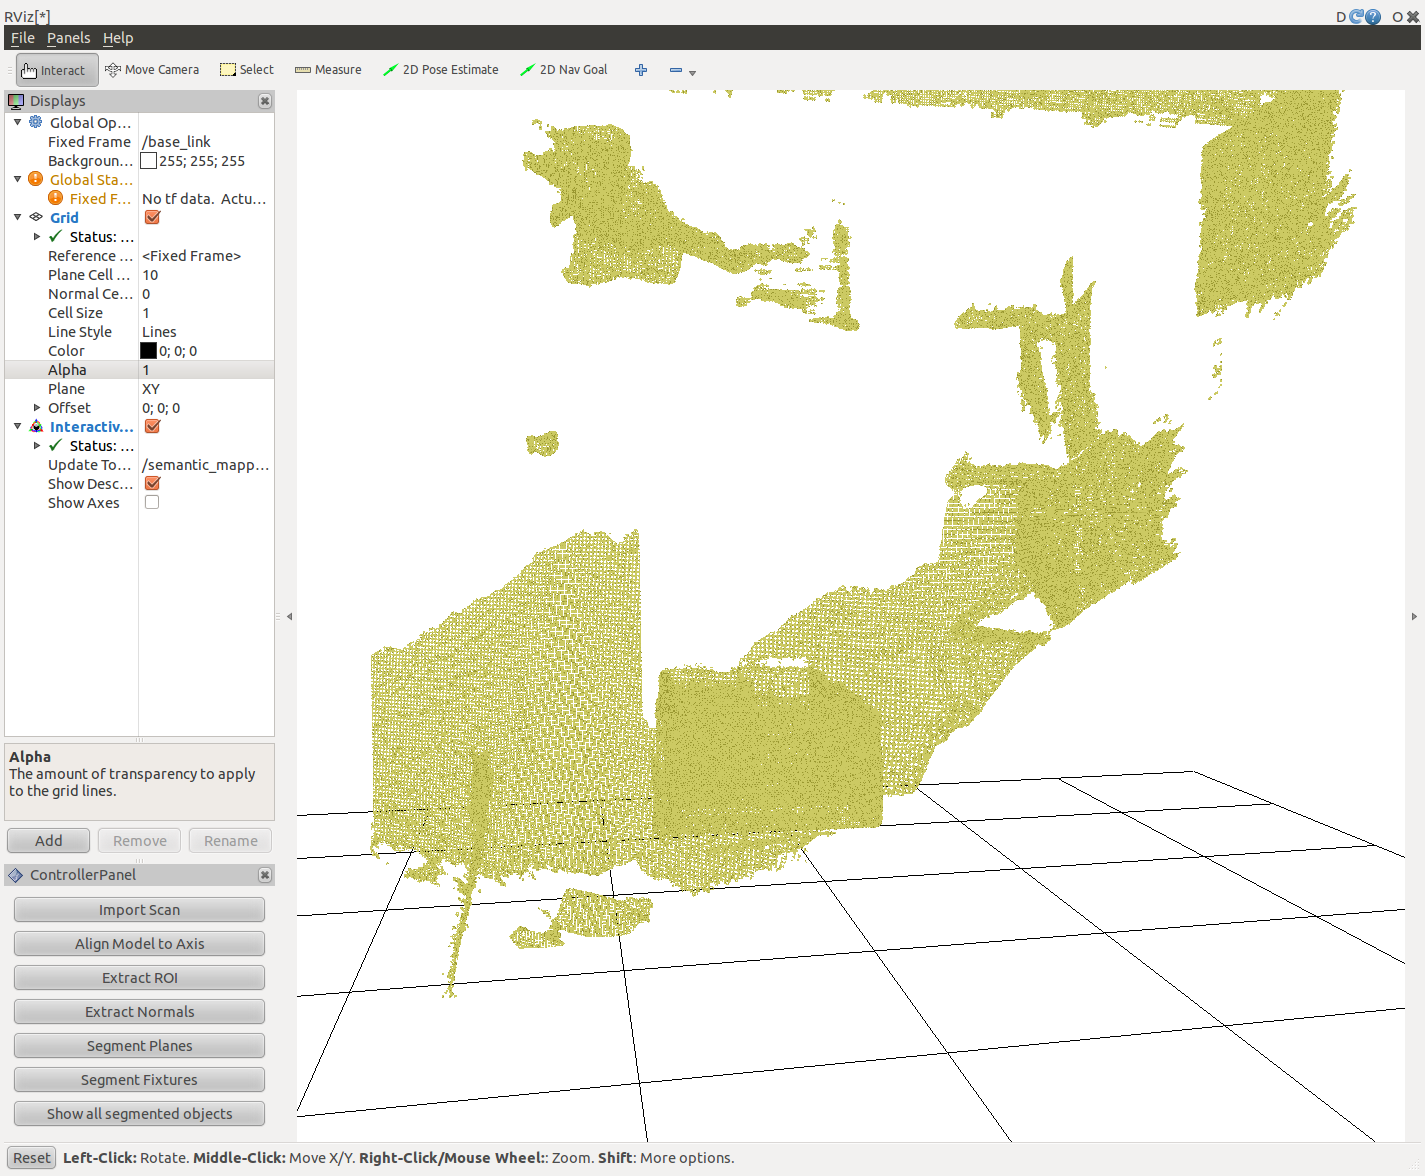 RViz[*]
D O
File Panels Help
Interact Move Camera Select Measure 2D Pose Estimate 2D Nav Goal
Displays
Global Op...
Fixed Frame /base_link
Backgroun... 255; 255; 255
Global Sta...
Fixed F... No tf data. Actu...
Grid
Status: ...
Reference ... <Fixed Frame>
Plane Cell ... 10
Normal Ce... 0
Cell Size 1
Line Style Lines
Color 0; 0; 0
Alpha 1
Plane XY
Offset 0; 0; 0
Interactiv...
Status: ...
Update To... /semantic_mapp...
Show Desc...
Show Axes
Alpha
The amount of transparency to apply
to the grid lines.
Add Remove Rename
ControllerPanel
Import Scan
Align Model to Axis
Extract ROI
Extract Normals
Segment Planes
Segment Fixtures
Show all segmented objects
Reset Left-Click: Rotate. Middle-Click: Move X/Y. Right-Click/Mouse Wheel:: Zoom. Shift: More options.